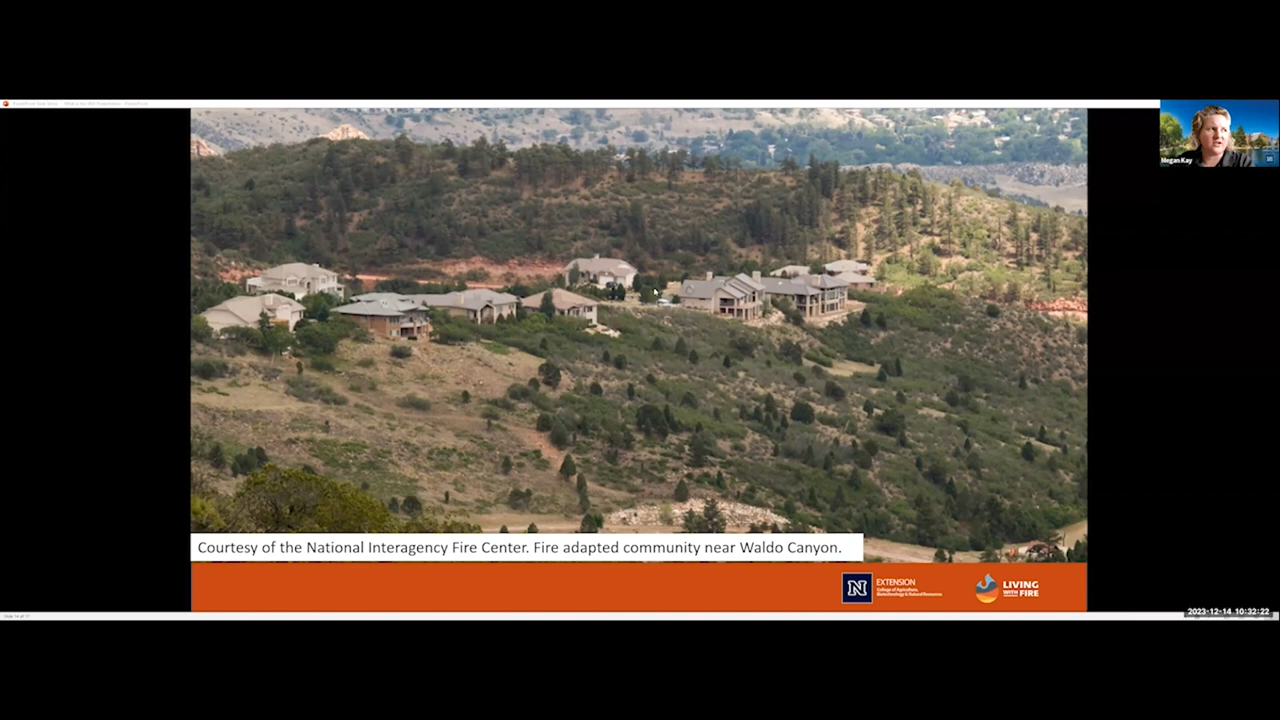 Megan Kay
Courtesy of the National Interagency Fire Center. Fire adapted community near Waldo Canyon.
N
EXTENSION
College of Agriculture,
Biotechnology & Natural Resources
LIVING
WITH FIRE
2023-12-14 10:32:22